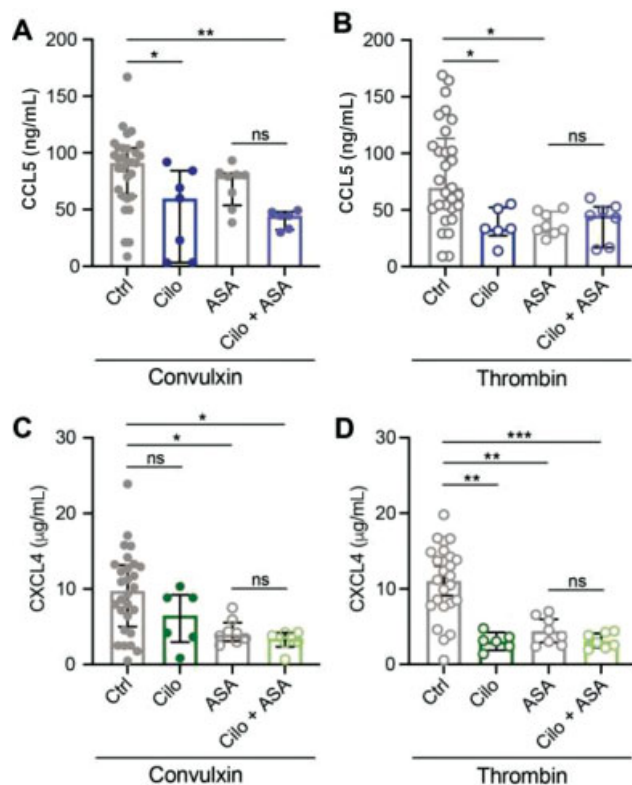 A
B
200
150
100
50
0
CCL5 (ng/mL)
**
*
ns
Ctrl
Cilo
ASA
Cilo + ASA
Convulxin
200
150
100
50
0
CCL5 (ng/mL)
*
*
ns
Ctrl
Cilo
ASA
Cilo + ASA
Thrombin
C
D
30
20
10
0
CXCL4 (µg/mL)
*
*
ns
ns
Ctrl
Cilo
ASA
Cilo + ASA
Convulxin
30
20
10
0
CXCL4 (µg/mL)
***
**
**
ns
Ctrl
Cilo
ASA
Cilo + ASA
Thrombin